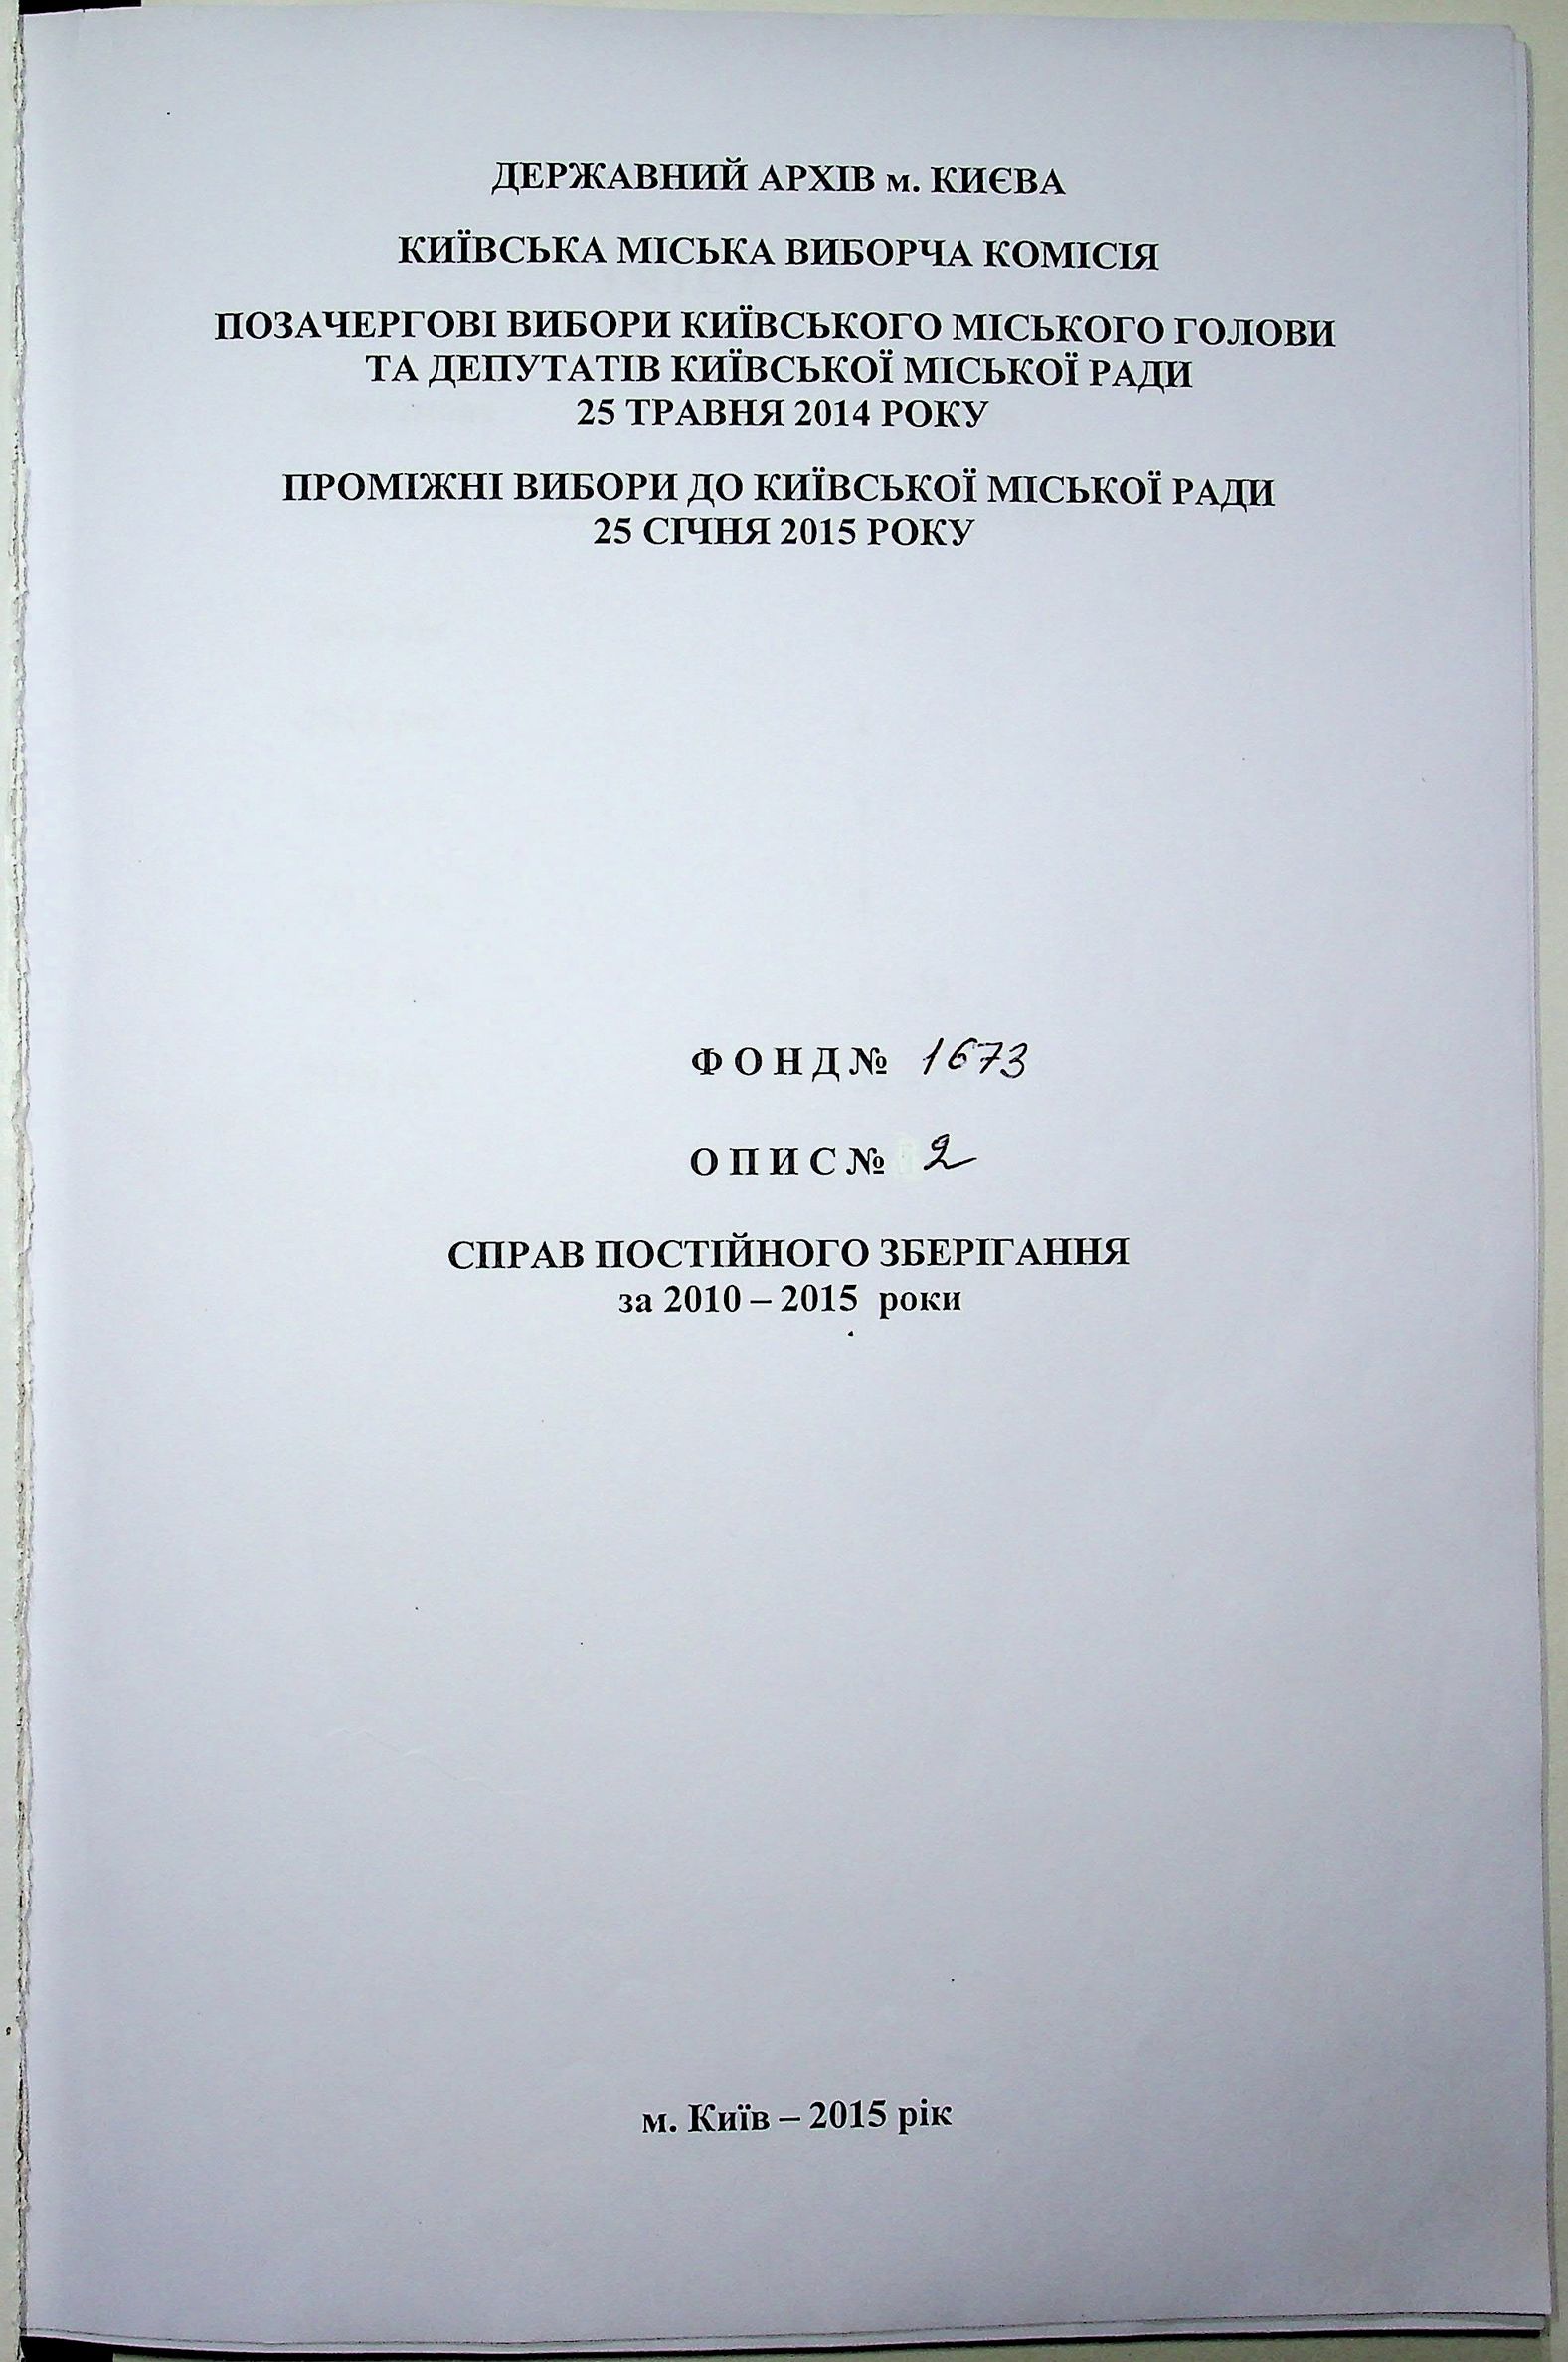 ДЕРЖАВНИЙ АРХІВ м. КИЄВА
КИЇВСЬКА МІСЬКА ВИБОРЧА КОМІСІЯ
ПОЗАЧЕРГОВІ ВИБОРИ КИЇВСЬКОГО МІСЬКОГО ГОЛОВИ
ТА ДЕПУТАТІВ КИЇВСЬКОЇ МІСЬКОЇ РАДИ
25 ТРАВНЯ 2014 РОКУ
ПРОМІЖНІ ВИБОРИ ДО КИЇВСЬКОЇ МІСЬКОЇ РАДИ
25 СІЧНЯ 2015 РОКУ
Ф О Н Д № 1673
О П И С № 2
СПРАВ ПОСТІЙНОГО ЗБЕРІГАННЯ
за 2010 – 2015 роки
м. Київ – 2015 рік